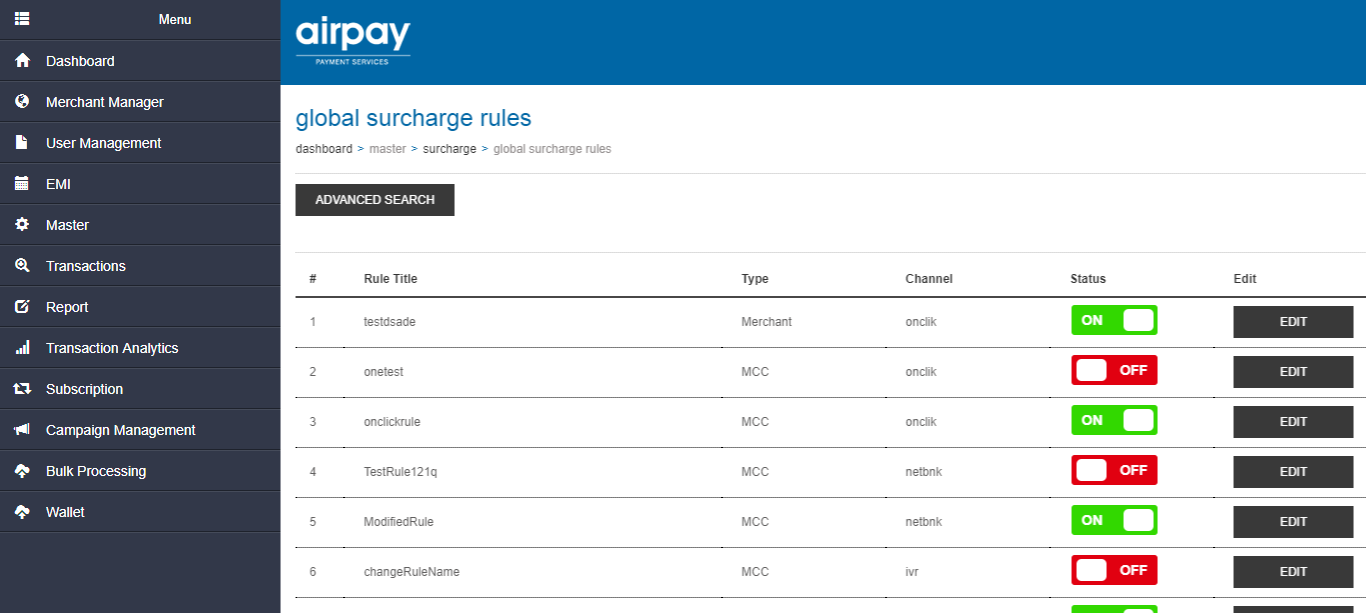 Menu
Dashboard
Merchant Manager
User Management
EMI
Master
Transactions
Report
Transaction Analytics
Subscription
Campaign Management
Bulk Processing
Wallet
airpay
PAYMENT SERVICES
global surcharge rules
dashboard > master > surcharge > global surcharge rules
ADVANCED SEARCH
# Rule Title Type Channel Status Edit
1 testdsade Merchant onclik ON EDIT
2 onetest MCC onclik OFF EDIT
3 onclickrule MCC onclik ON EDIT
4 TestRule121q MCC netbnk OFF EDIT
5 ModifiedRule MCC netbnk ON EDIT
6 changeRuleName MCC ivr OFF EDIT